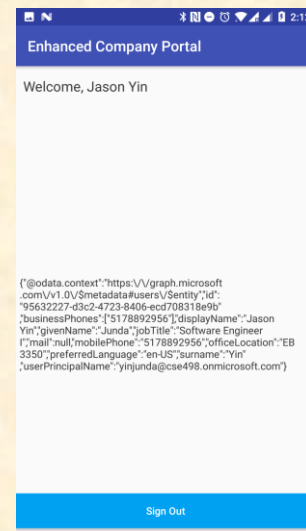 2:1
Enhanced Company Portal
Welcome, Jason Yin
{"@odata.context":"https:\/\/graph.microsoft
.com\/v1.0\/$metadata#users\/$entity","id":
"95632227-d3c2-4723-8406-ecd708318e9b"
,"businessPhones":["5178892956"],"displayName":"Jason
Yin","givenName":"Junda","jobTitle":"Software Engineer
I","mail":null,"mobilePhone":"5178892956","officeLocation":"EB
3350","preferredLanguage":"en-US","surname":"Yin"
,"userPrincipalName":"yinjunda@cse498.onmicrosoft.com"}
Sign Out